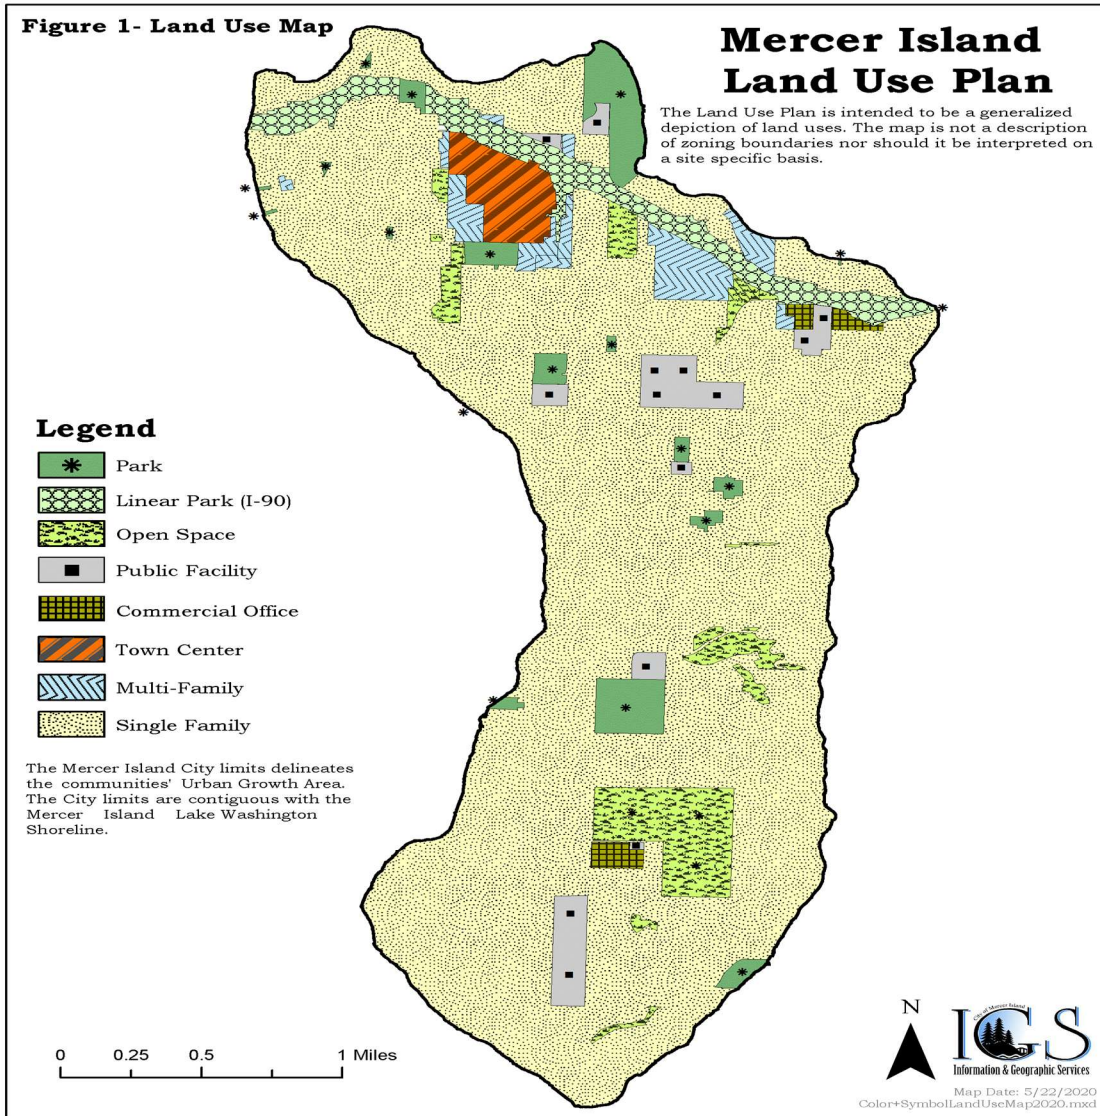 Figure 1- Land Use Map
Mercer Island
Land Use Plan
The Land Use Plan is intended to be a generalized
depiction of land uses. The map is not a description
of zoning boundaries nor should it be interpreted on
a site specific basis.
Legend
Park
Linear Park (I-90)
Open Space
Public Facility
Commercial Office
Town Center
Multi-Family
Single Family
The Mercer Island City limits delineates
the communities' Urban Growth Area.
The City limits are contiguous with the
Mercer Island Lake Washington
Shoreline.
0 0.25 0.5 1 Miles
N
City of Mercer Island
IGS
Information & Geographic Services
Map Date: 5/22/2020
Color+SymbolLandUseMap2020.mxd